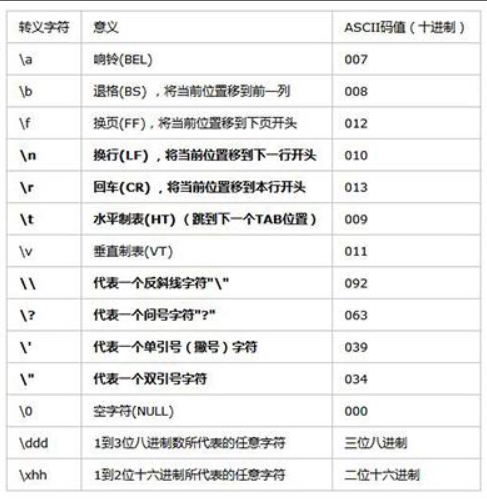 转义字符 意义 ASCII码值（十进制）
\a 响铃(BEL) 007
\b 退格(BS) ，将当前位置移到前一列 008
\f 换页(FF)，将当前位置移到下页开头 012
\n 换行(LF) ，将当前位置移到下一行开头 010
\r 回车(CR) ，将当前位置移到本行开头 013
\t 水平制表(HT) （跳到下一个TAB位置） 009
\v 垂直制表(VT) 011
\\ 代表一个反斜线字符"\" 092
\? 代表一个问号字符"?" 063
\' 代表一个单引号（撇号）字符 039
\" 代表一个双引号字符 034
\0 空字符(NULL) 000
\ddd 1到3位八进制数所代表的任意字符 三位八进制
\xhh 1到2位十六进制所代表的任意字符 二位十六进制